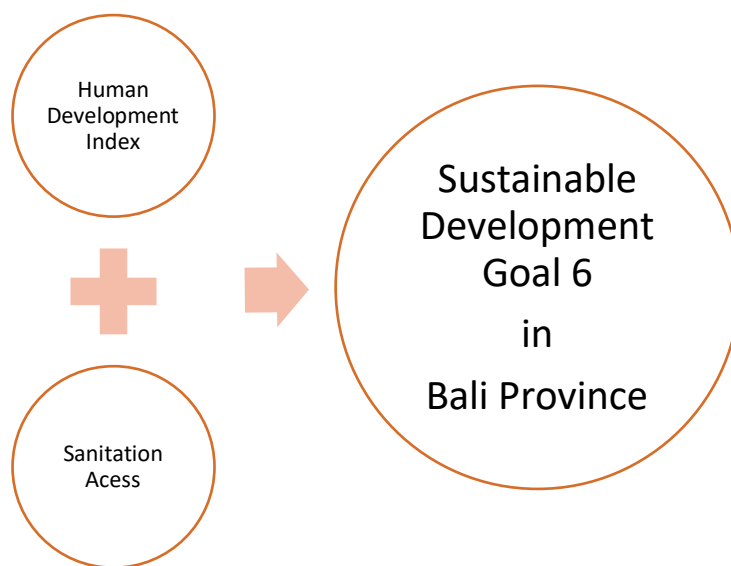 Human
Development
Index
Sanitation
Acess
Sustainable
Development
Goal 6
in
Bali Province